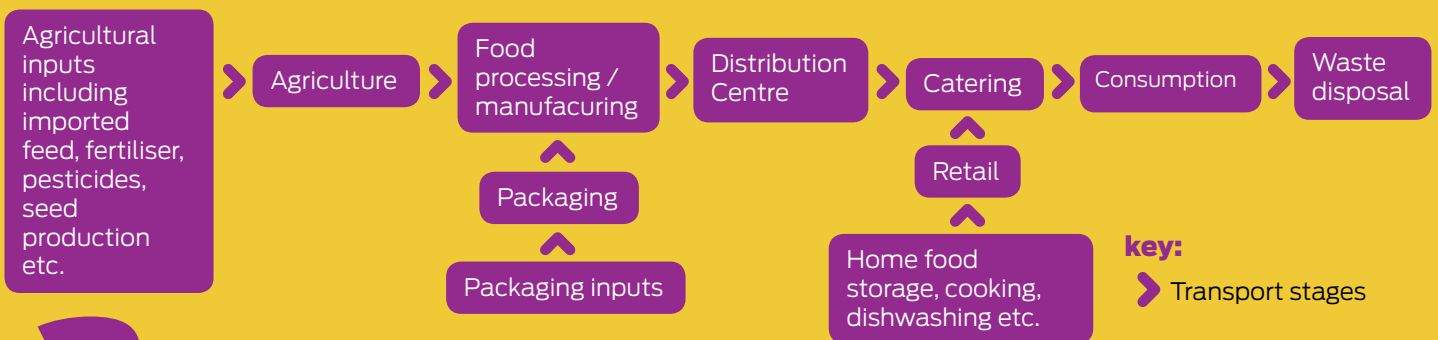 Agricultural
inputs
including
imported
feed, fertiliser,
pesticides,
seed
production
etc.
Agriculture
Food
processing /
manufacuring
Distribution
Centre
Catering
Consumption
Waste
disposal
Packaging
Packaging inputs
Retail
Home food
storage, cooking,
dishwashing etc.
key:
Transport stages